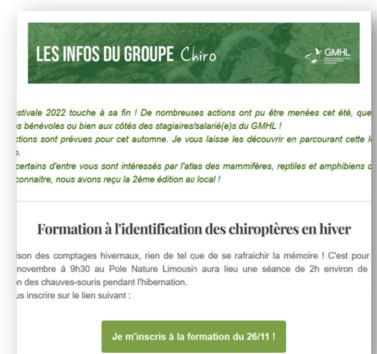 LES INFOS DU GROUPE Chiro
GMHL
estivale 2022 touche à sa fin ! De nombreuses actions ont pu être menées cet été, que
s bénévoles ou bien aux côtés des stagiaires/salarié(e)s du GMHL !
ctions sont prévues pour cet automne. Je vous laisse les découvrir en parcourant cette
o.
certains d'entre vous sont intéressés par l'atlas des mammifères, reptiles et amphibiens
connaitre, nous avons reçu la 2ème édition au local !
Formation à l'identification des chiroptères en hiver
ison des comptages hivernaux, rien de tel que de se rafraichir la mémoire ! C'est pour
novembre à 9h30 au Pole Nature Limousin aura lieu une séance de 2h environ de
on des chauves-souris pendant l'hibernation.
us inscrire sur le lien suivant :
Je m'inscris à la formation du 26/11 !